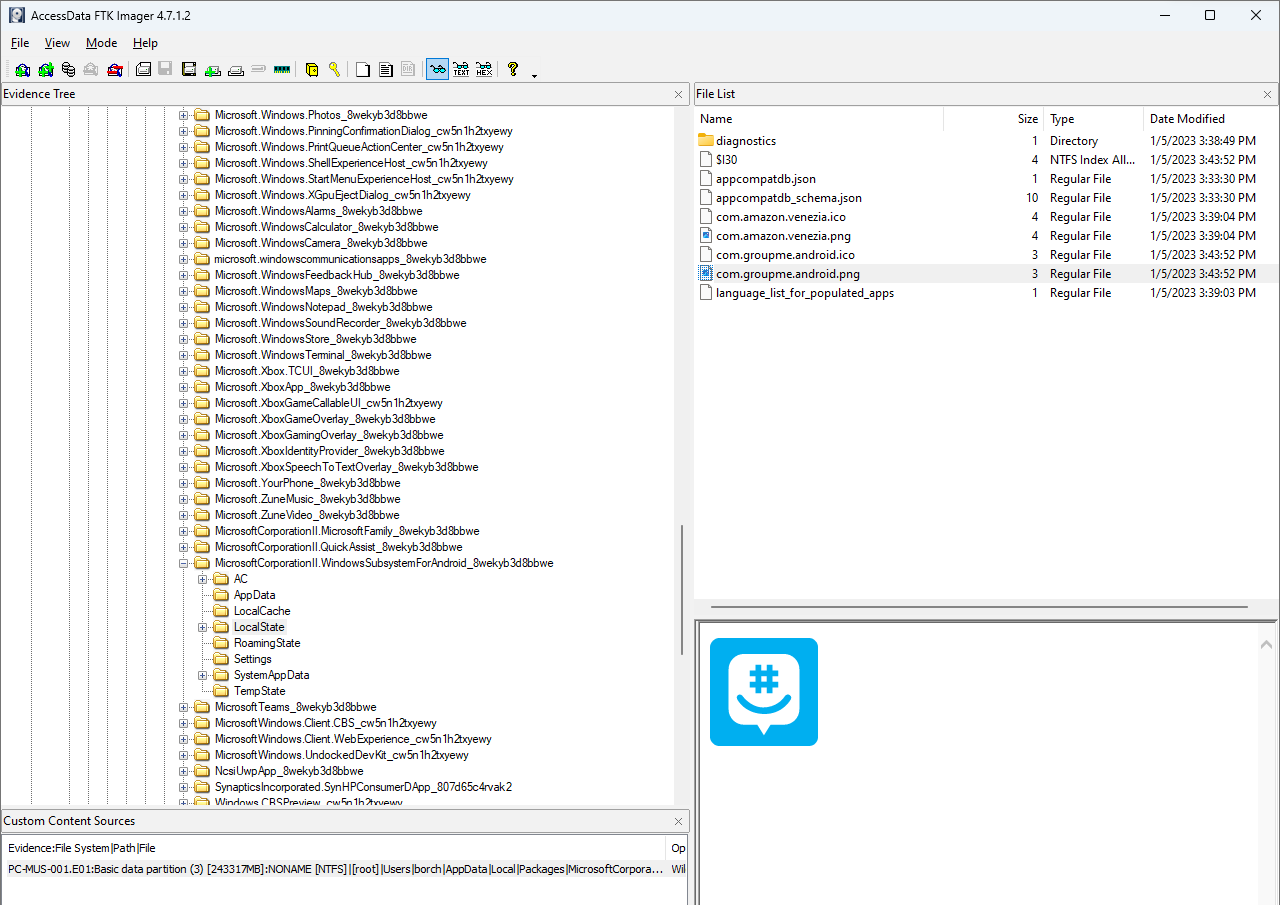 AccessData FTK Imager 4.7.1.2
File View Mode Help
TEXT HEX ?
Evidence Tree
Microsoft.Windows.Photos_8wekyb3d8bbwe
Microsoft.Windows.PinningConfirmationDialog_cw5n1h2txyewy
Microsoft.Windows.PrintQueueActionCenter_cw5n1h2txyewy
Microsoft.Windows.ShellExperienceHost_cw5n1h2txyewy
Microsoft.Windows.StartMenuExperienceHost_cw5n1h2txyewy
Microsoft.Windows.XGpuEjectDialog_cw5n1h2txyewy
Microsoft.WindowsAlarms_8wekyb3d8bbwe
Microsoft.WindowsCalculator_8wekyb3d8bbwe
Microsoft.WindowsCamera_8wekyb3d8bbwe
microsoft.windowscommunicationsapps_8wekyb3d8bbwe
Microsoft.WindowsFeedbackHub_8wekyb3d8bbwe
Microsoft.WindowsMaps_8wekyb3d8bbwe
Microsoft.WindowsNotepad_8wekyb3d8bbwe
Microsoft.WindowsSoundRecorder_8wekyb3d8bbwe
Microsoft.WindowsStore_8wekyb3d8bbwe
Microsoft.WindowsTerminal_8wekyb3d8bbwe
Microsoft.Xbox.TCUI_8wekyb3d8bbwe
Microsoft.XboxApp_8wekyb3d8bbwe
Microsoft.XboxGameCallableUI_cw5n1h2txyewy
Microsoft.XboxGameOverlay_8wekyb3d8bbwe
Microsoft.XboxGamingOverlay_8wekyb3d8bbwe
Microsoft.XboxIdentityProvider_8wekyb3d8bbwe
Microsoft.XboxSpeechToTextOverlay_8wekyb3d8bbwe
Microsoft.YourPhone_8wekyb3d8bbwe
Microsoft.ZuneMusic_8wekyb3d8bbwe
Microsoft.ZuneVideo_8wekyb3d8bbwe
MicrosoftCorporationII.MicrosoftFamily_8wekyb3d8bbwe
MicrosoftCorporationII.QuickAssist_8wekyb3d8bbwe
MicrosoftCorporationII.WindowsSubsystemForAndroid_8wekyb3d8bbwe
AC
AppData
LocalCache
LocalState
RoamingState
Settings
SystemAppData
TempState
MicrosoftTeams_8wekyb3d8bbwe
MicrosoftWindows.Client.CBS_cw5n1h2txyewy
MicrosoftWindows.Client.WebExperience_cw5n1h2txyewy
MicrosoftWindows.UndockedDevKit_cw5n1h2txyewy
NcsiUwpApp_8wekyb3d8bbwe
SynapticsIncorporated.SynHPConsumerDApp_807d65c4rvak2
Windows.CBSPreview_cw5n1h2txyewy
Custom Content Sources
Evidence:File System|Path|File Op
PC-MUS-001.E01:Basic data partition (3) [243317MB]:NONAME [NTFS]|[root]|Users|borch|AppData|Local|Packages|MicrosoftCorpora... Wil
File List
Name Size Type Date Modified
diagnostics 1 Directory 1/5/2023 3:38:49 PM
$I30 4 NTFS Index All... 1/5/2023 3:43:52 PM
appcompatdb.json 1 Regular File 1/5/2023 3:33:30 PM
appcompatdb_schema.json 10 Regular File 1/5/2023 3:33:30 PM
com.amazon.venezia.ico 4 Regular File 1/5/2023 3:39:04 PM
com.amazon.venezia.png 4 Regular File 1/5/2023 3:39:04 PM
com.groupme.android.ico 3 Regular File 1/5/2023 3:43:52 PM
com.groupme.android.png 3 Regular File 1/5/2023 3:43:52 PM
language_list_for_populated_apps 1 Regular File 1/5/2023 3:39:03 PM
#